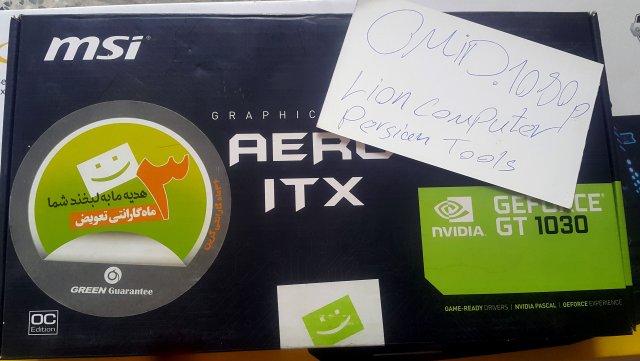 msi
OMID.1080p
Lion Computer
Persian Tools
GRAPHIC
AERO
ITX
۳
هدیه ما به لبخند شما
ماه گارانتی تعویض
GREEN Guarantee
NVIDIA
GEFORCE
GT 1030
OC
Edition
GAME-READY DRIVERS | NVIDIA PASCAL | GEFORCE EXPERIENCE